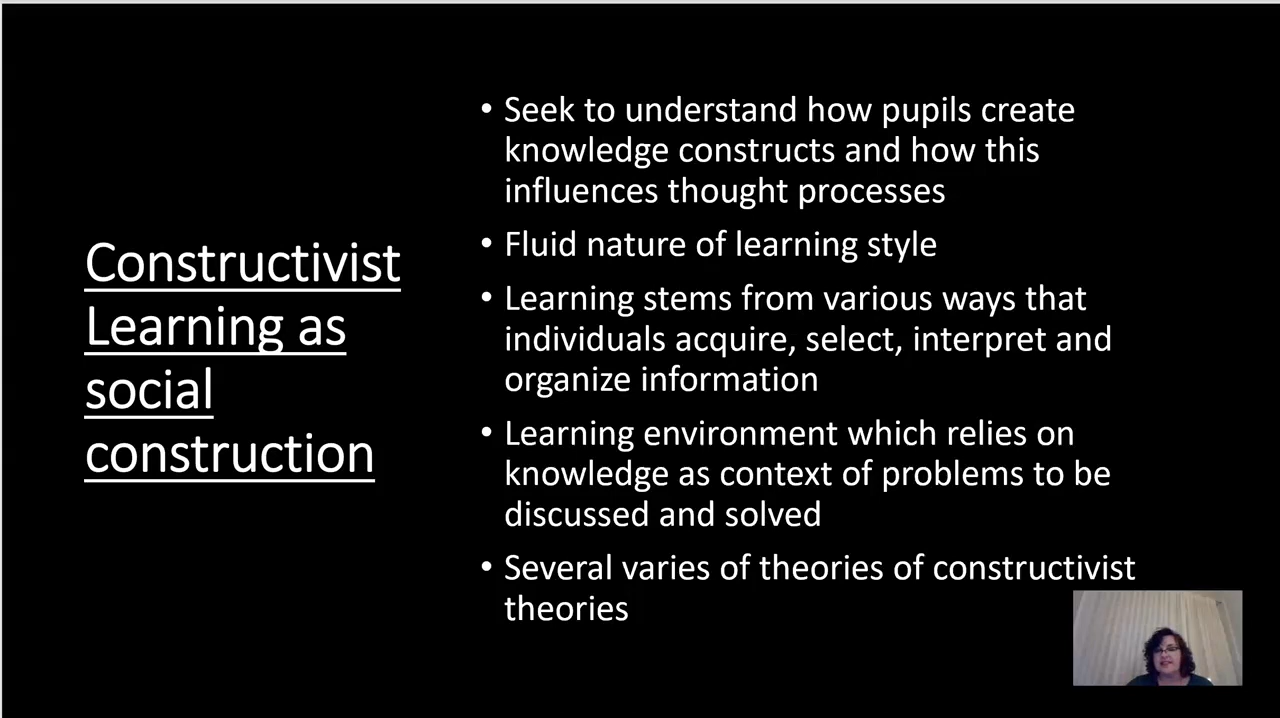 Constructivist
Learning as
social
construction
• Seek to understand how pupils create
knowledge constructs and how this
influences thought processes
• Fluid nature of learning style
• Learning stems from various ways that
individuals acquire, select, interpret and
organize information
• Learning environment which relies on
knowledge as context of problems to be
discussed and solved
• Several varies of theories of constructivist
theories